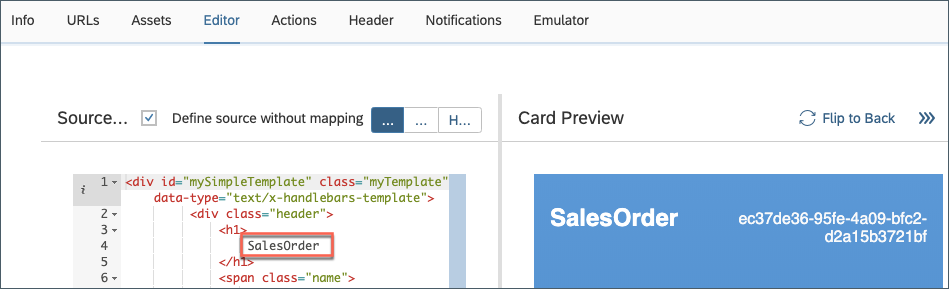 Info URLs Assets Editor Actions Header Notifications Emulator
Source... Define source without mapping ... ... H...
Card Preview Flip to Back
i 1 <div id="mySimpleTemplate" class="myTemplate"
data-type="text/x-handlebars-template">
2 <div class="header">
3 <h1>
4 SalesOrder
5 </h1>
6 <span class="name">
SalesOrder
ec37de36-95fe-4a09-bfc2-
d2a15b3721bf